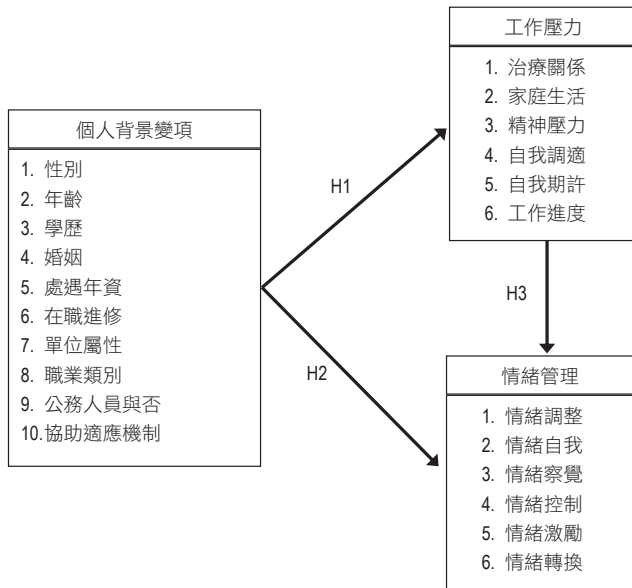 個人背景變項
1. 性別
2. 年齡
3. 學歷
4. 婚姻
5. 處遇年資
6. 在職進修
7. 單位屬性
8. 職業類別
9. 公務人員與否
10.協助適應機制
H1
H2
工作壓力
1. 治療關係
2. 家庭生活
3. 精神壓力
4. 自我調適
5. 自我期許
6. 工作進度
H3
情緒管理
1. 情緒調整
2. 情緒自我
3. 情緒察覺
4. 情緒控制
5. 情緒激勵
6. 情緒轉換